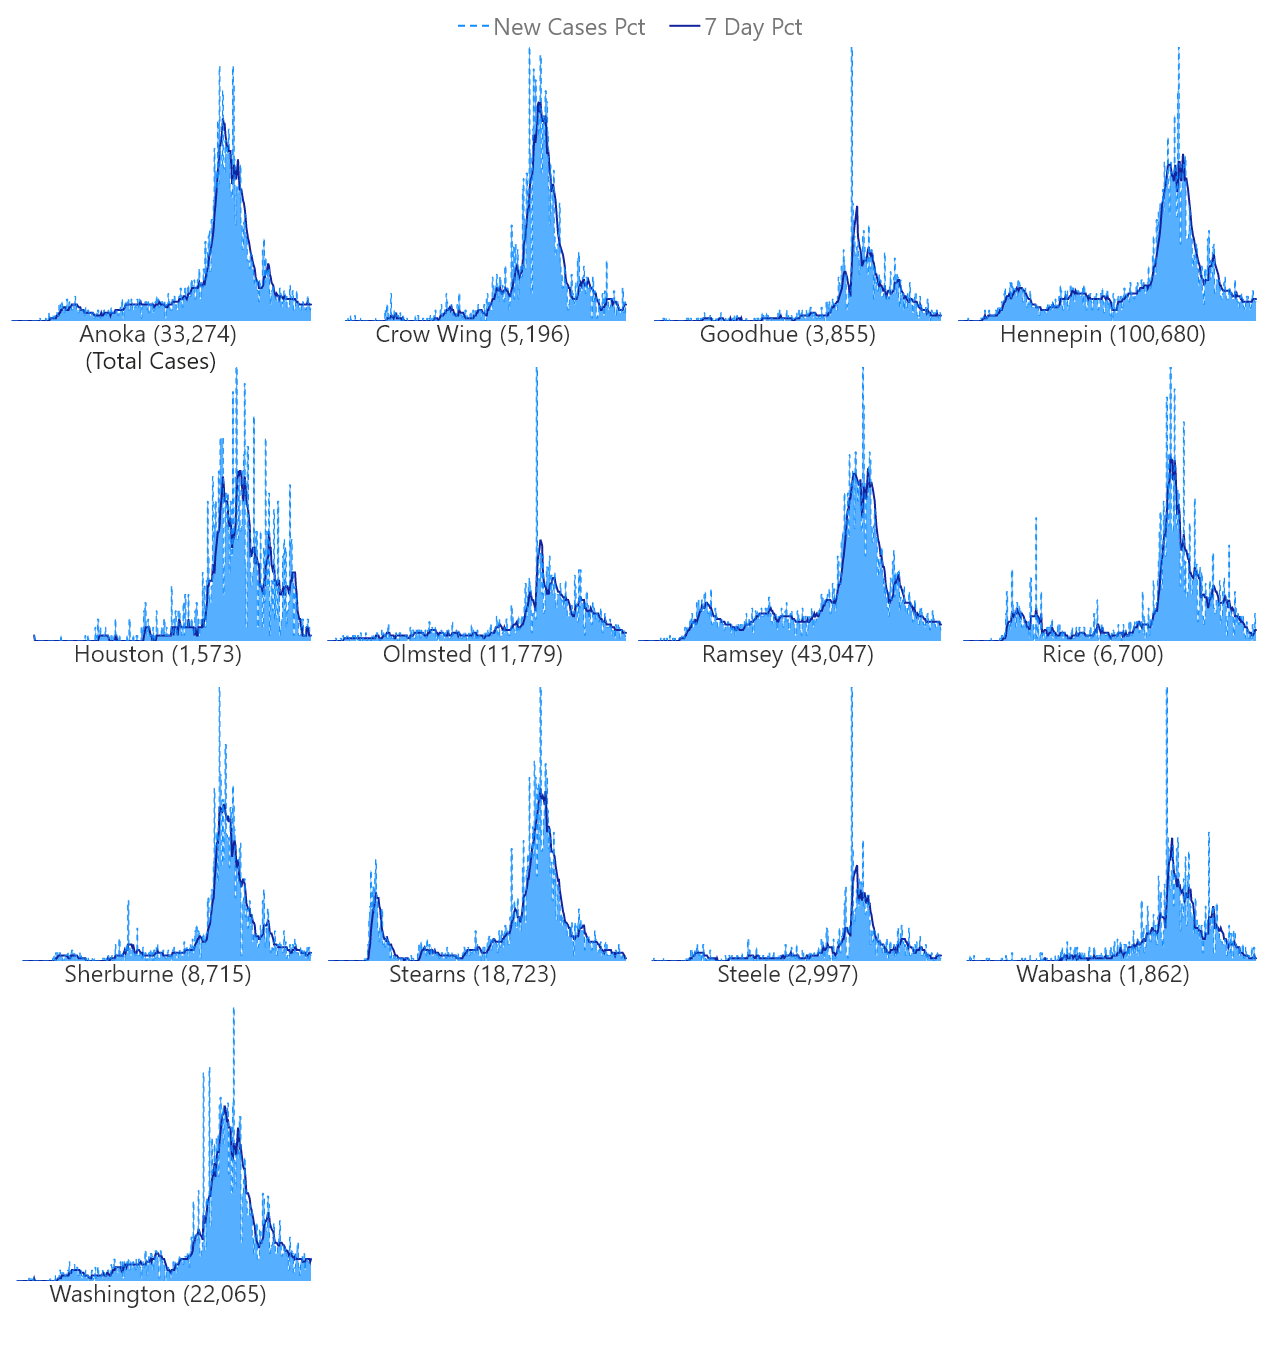 New Cases Pct 7 Day Pct
Anoka (33,274)
(Total Cases)
Crow Wing (5,196)
Goodhue (3,855)
Hennepin (100,680)
Houston (1,573)
Olmsted (11,779)
Ramsey (43,047)
Rice (6,700)
Sherburne (8,715)
Stearns (18,723)
Steele (2,997)
Wabasha (1,862)
Washington (22,065)